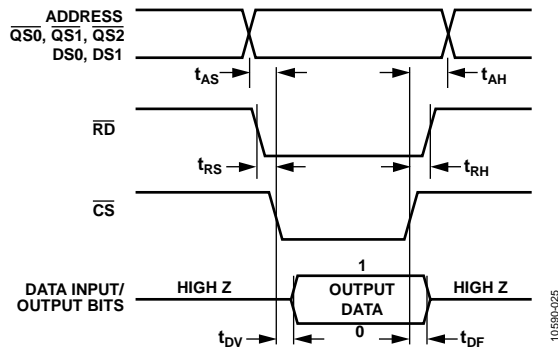 ADDRESS
QS0, QS1, QS2
DS0, DS1
tAS
tAH
RD
tRS
tRH
CS
DATA INPUT/
OUTPUT BITS
HIGH Z
1
OUTPUT
DATA
0
HIGH Z
tDV
tDF
10590-025